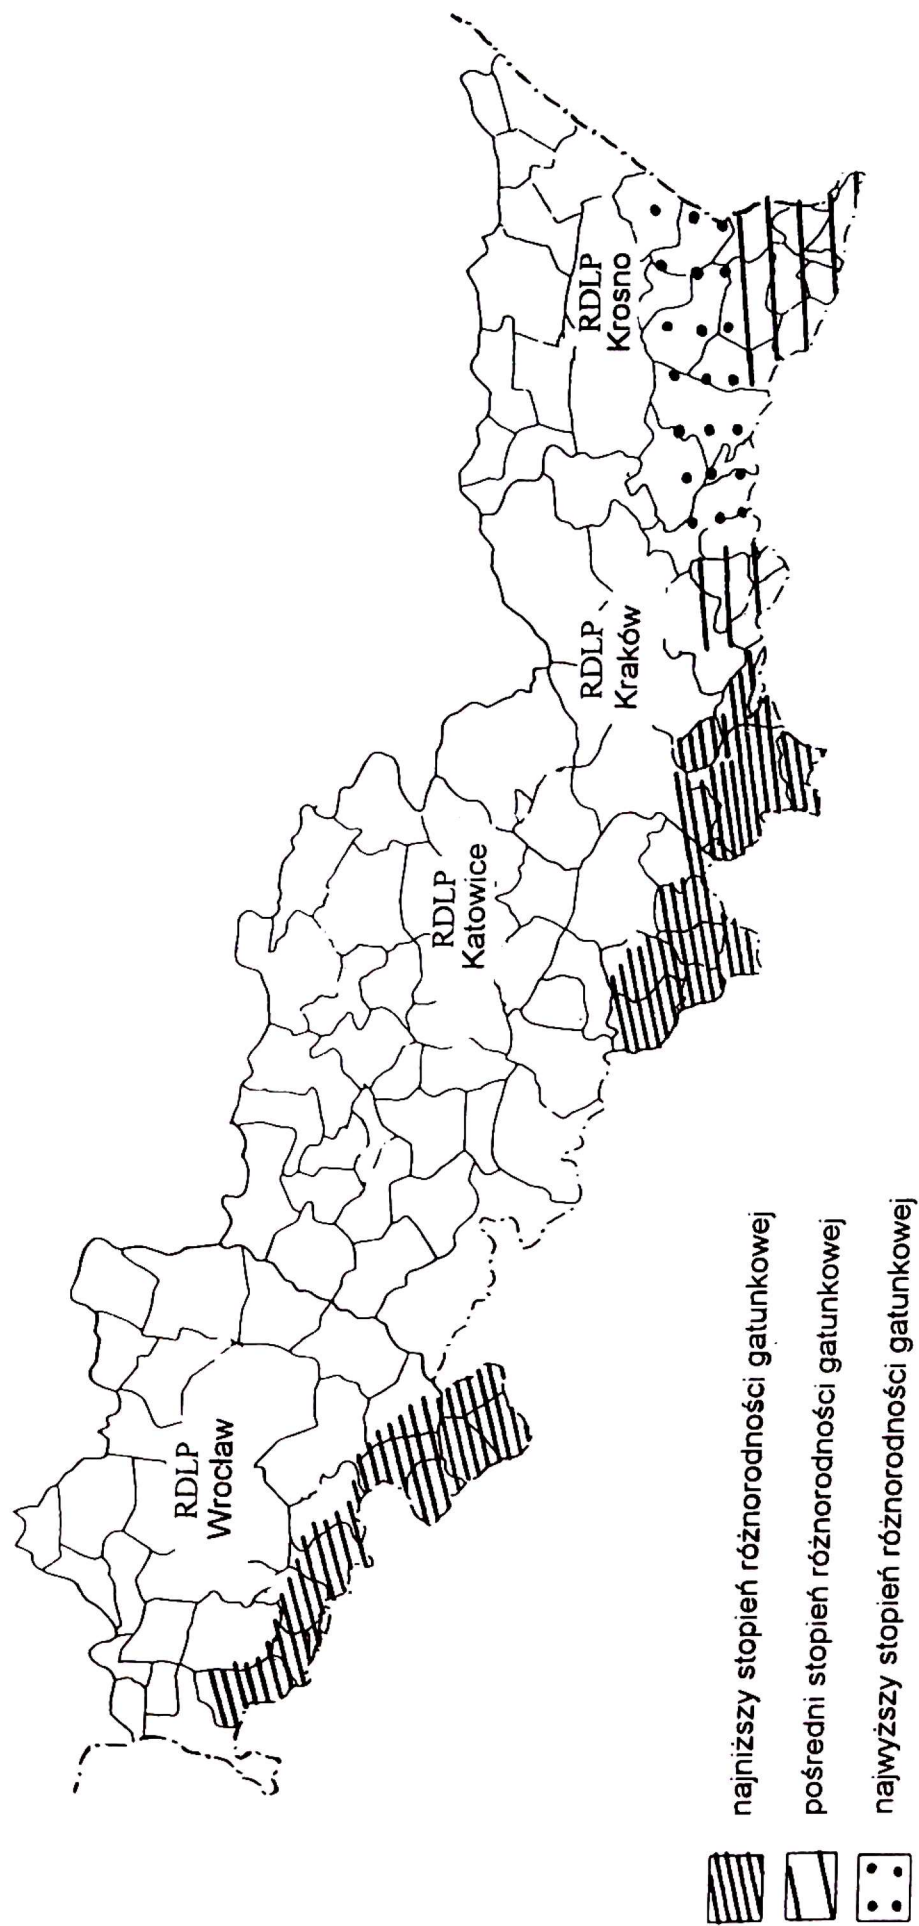 RDLP
Wrocław
RDLP
Katowice
RDLP
Kraków
RDLP
Krosno
najniższy stopień różnorodności gatunkowej
pośredni stopień różnorodności gatunkowej
najwyższy stopień różnorodności gatunkowej